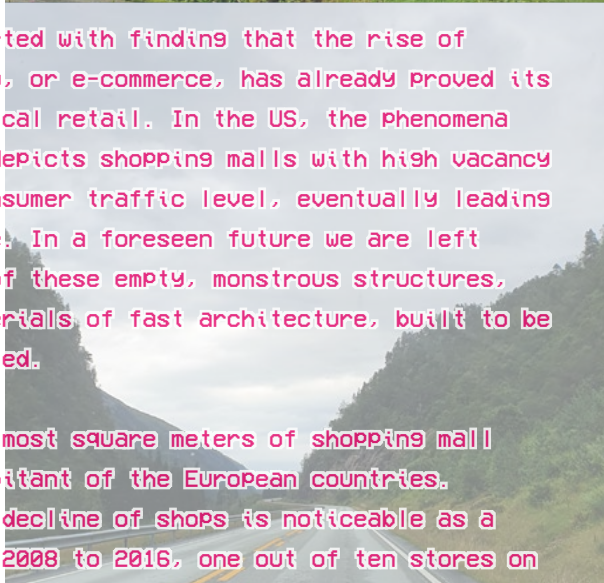 ted with finding that the rise of
, or e-commerce, has already proved its
cal retail. In the US, the phenomena
depicts shopping malls with high vacancy
sumer traffic level, eventually leading
. In a foreseen future we are left
of these empty, monstrous structures,
rials of fast architecture, built to be
ed.
most square meters of shopping mall
itant of the European countries.
decline of shops is noticeable as a
2008 to 2016, one out of ten stores on